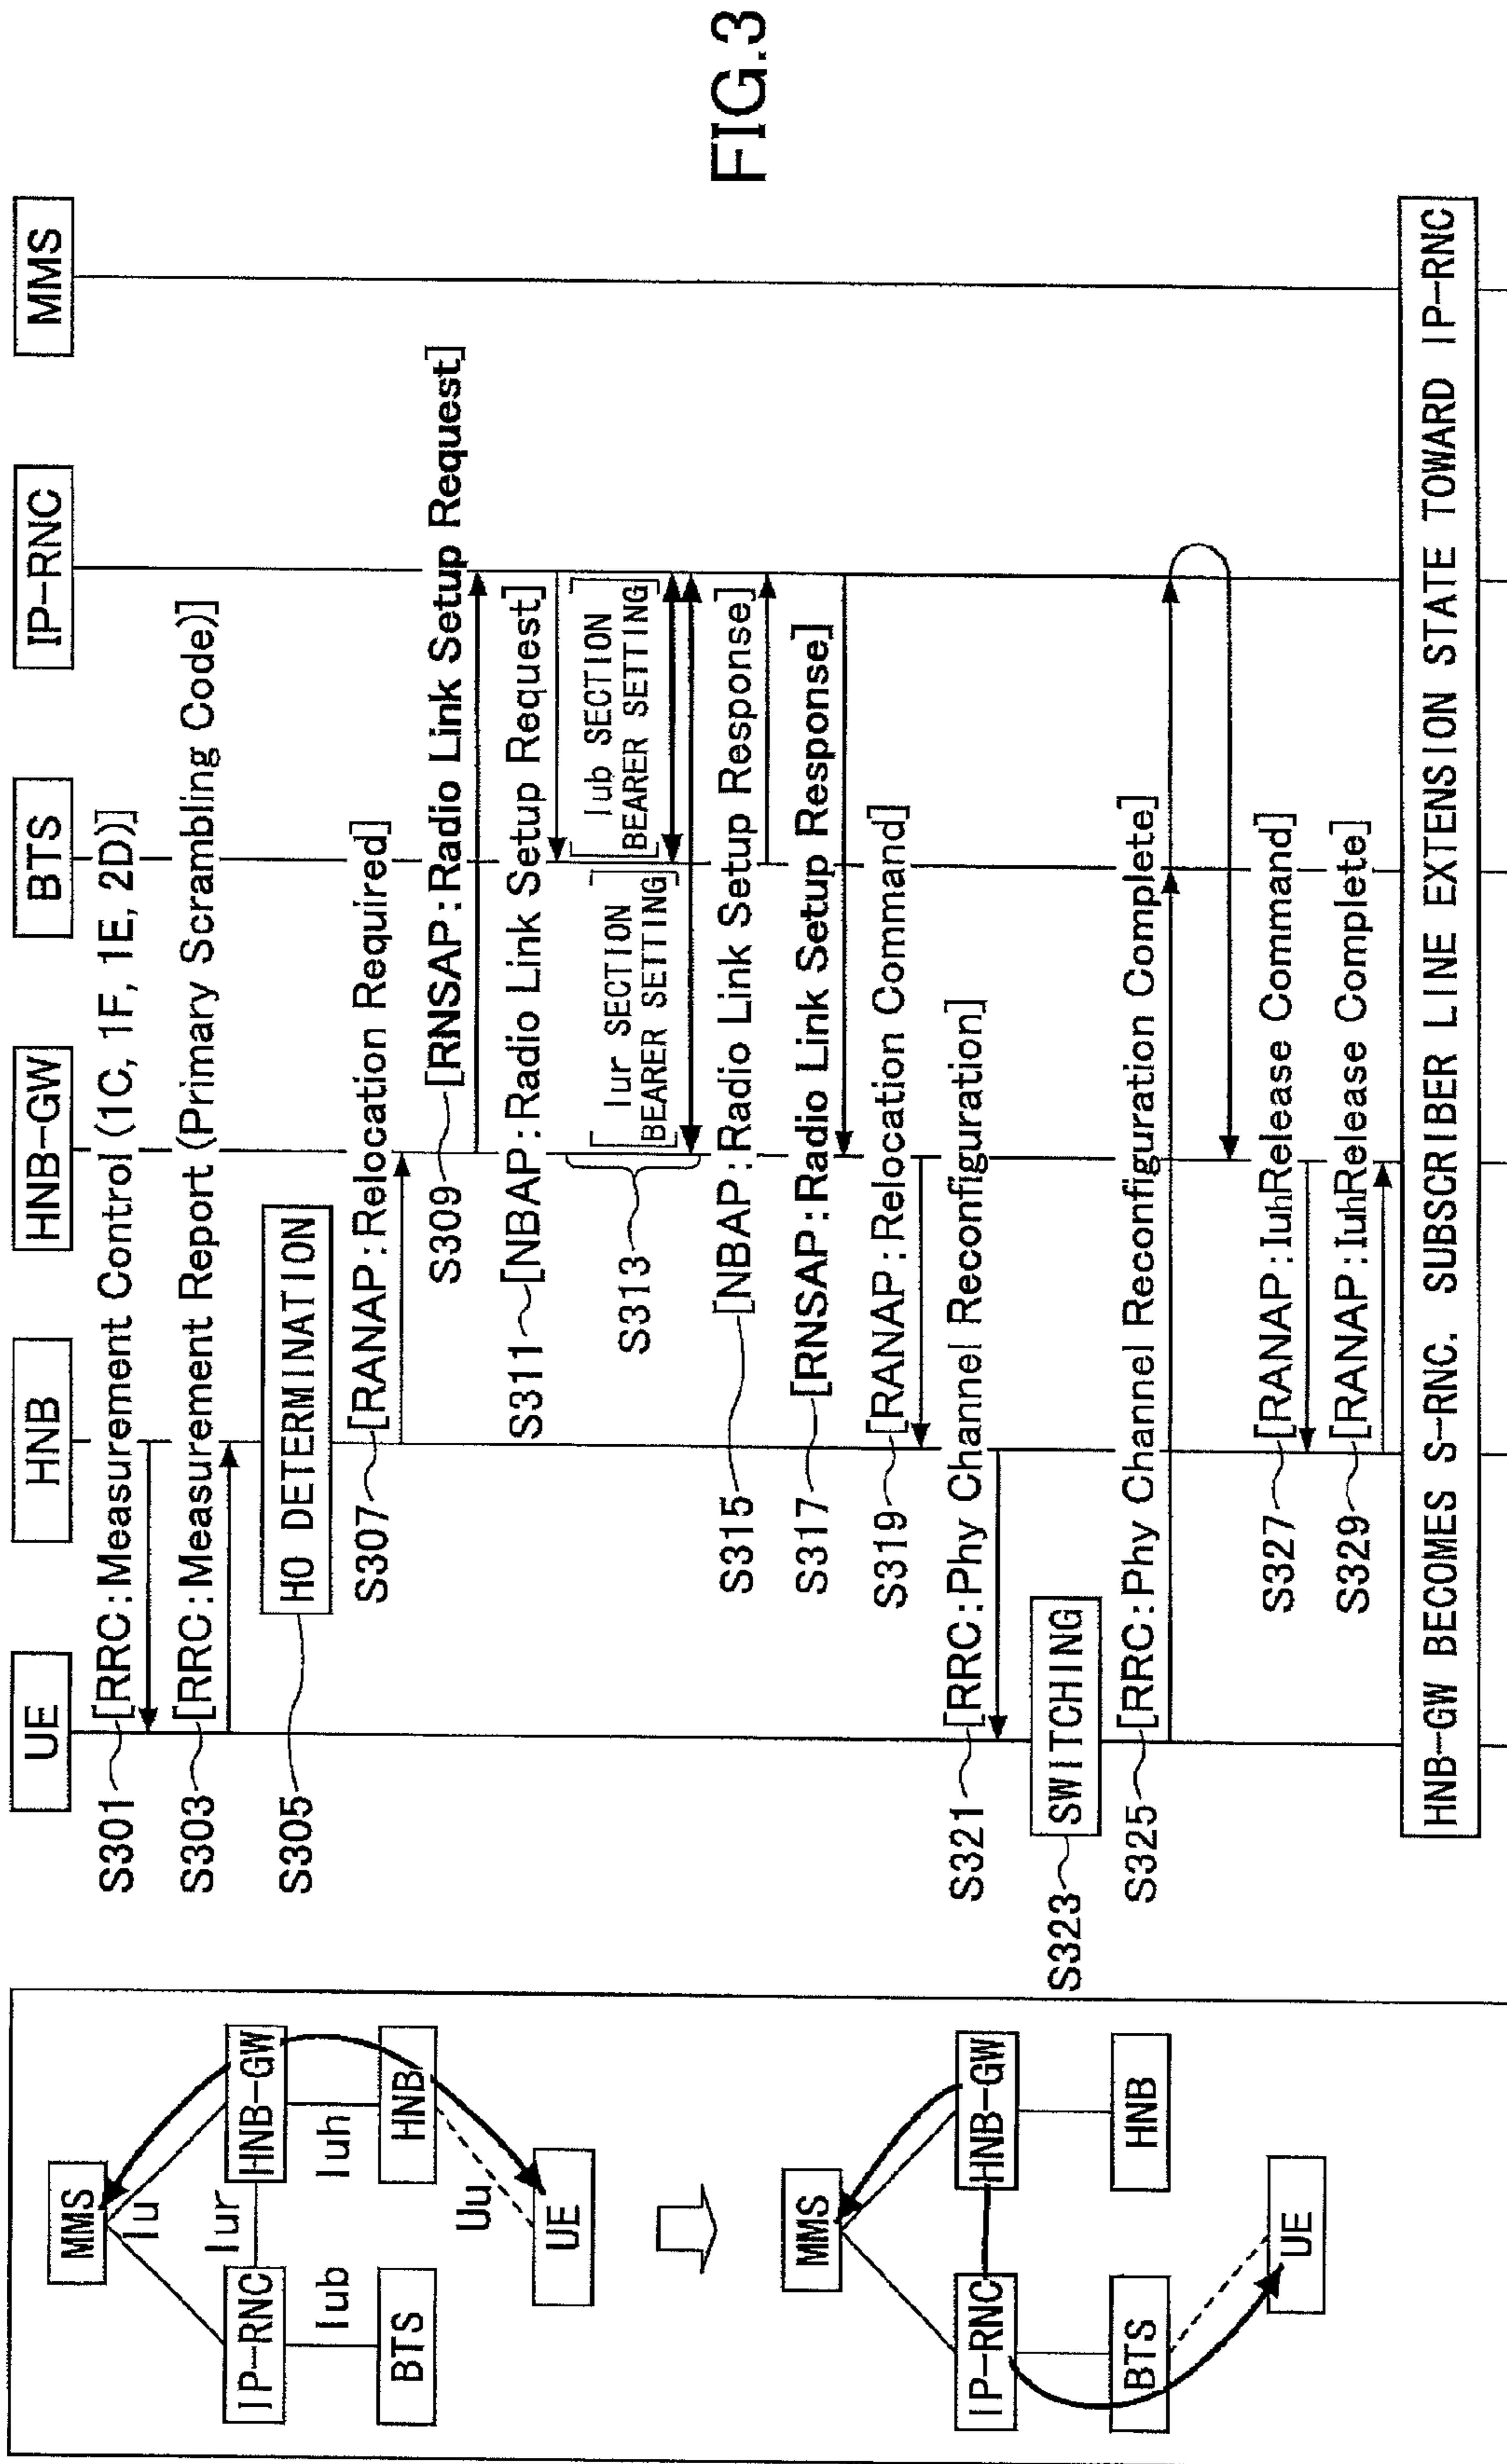 FIG.3
MMS
Iu
Iur
IP-RNC
HNB-GW
Iub
Iuh
BTS
HNB
Uu
UE
MMS
IP-RNC
HNB-GW
BTS
HNB
UE
UE
HNB
BTS
HNB-GW
IP-RNC
MMS
S301 [RRC:Measurement Control (1C, 1F, 1E, 2D)]
S303 [RRC:Measurement Report (Primary Scrambling Code)]
S305
HO DETERMINATION
S307 [RANAP:Relocation Required]
S309 [RNSAP:Radio Link Setup Request]
S311 [NBAP:Radio Link Setup Request]
S313
[Iur SECTION
BEARER SETTING]
[Iub SECTION
BEARER SETTING]
S315 [NBAP:Radio Link Setup Response]
S317 [RNSAP:Radio Link Setup Response]
S319 [RANAP:Relocation Command]
S321 [RRC:Phy Channel Reconfiguration]
S323 SWITCHING
S325 [RRC:Phy Channel Reconfiguration Complete]
S327 [RANAP:IuhRelease Command]
S329 [RANAP:IuhRelease Complete]
HNB-GW BECOMES S-RNC. SUBSCRIBER LINE EXTENSION STATE TOWARD IP-RNC